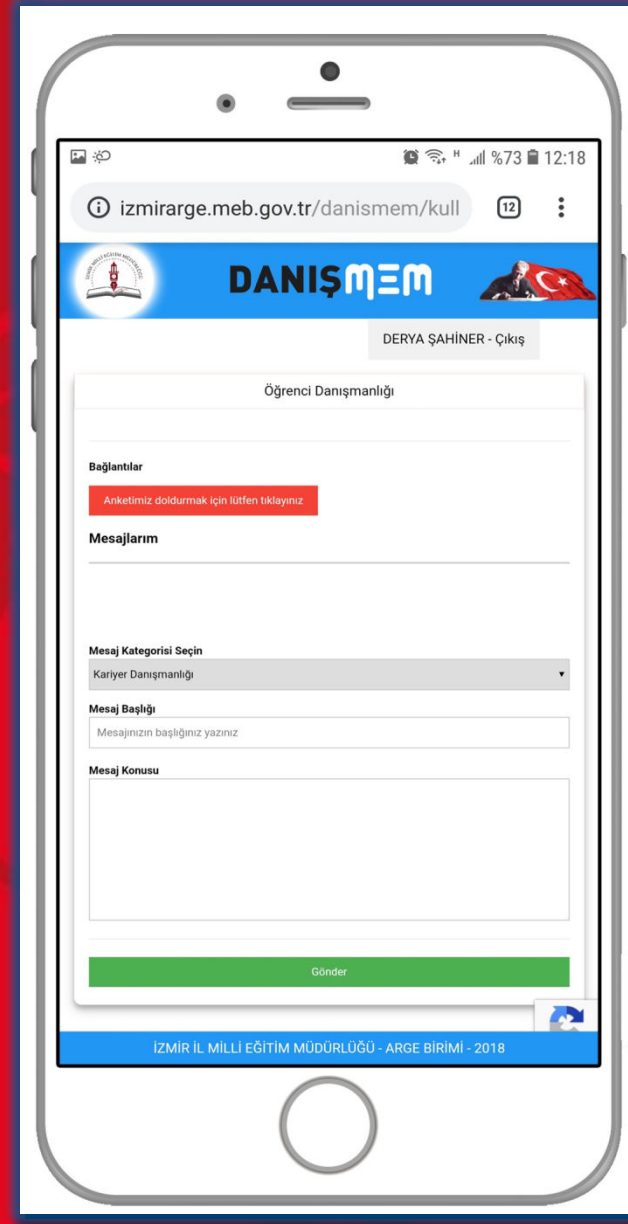 H %73 12:18
izmirarge.meb.gov.tr/danismem/kull 12
DANIŞMEM
DERYA ŞAHİNER - Çıkış
Öğrenci Danışmanlığı
Bağlantılar
Anketimiz doldurmak için lütfen tıklayınız
Mesajlarım
Mesaj Kategorisi Seçin
Kariyer Danışmanlığı
Mesaj Başlığı
Mesajınızın başlığınız yazınız
Mesaj Konusu
Gönder
İZMİR İL MİLLİ EĞİTİM MÜDÜRLÜĞÜ - ARGE BİRİMİ - 2018